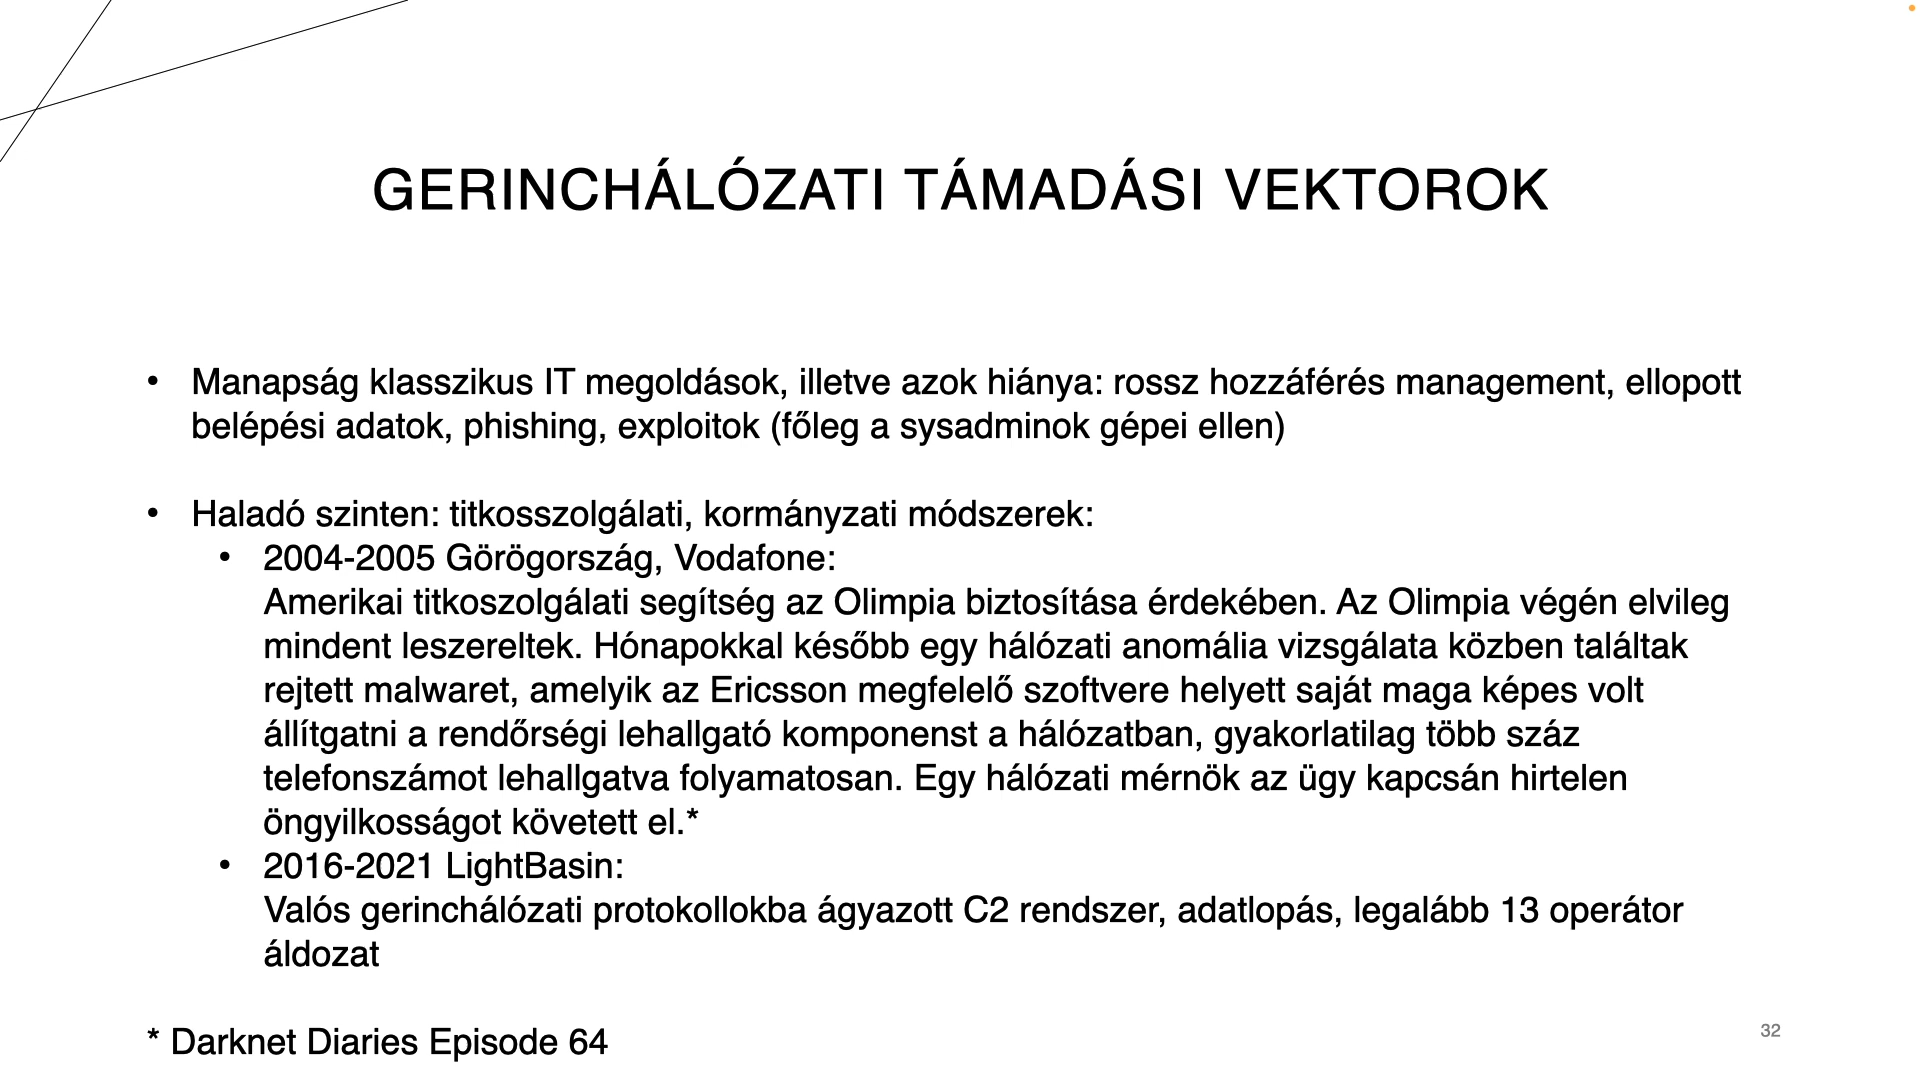 GERINCHÁLÓZATI TÁMADÁSI VEKTOROK
• Manapság klasszikus IT megoldások, illetve azok hiánya: rossz hozzáférés management, ellopott
belépési adatok, phishing, exploitok (főleg a sysadminok gépei ellen)
• Haladó szinten: titkosszolgálati, kormányzati módszerek:
• 2004-2005 Görögország, Vodafone:
Amerikai titkoszolgálati segítség az Olimpia biztosítása érdekében. Az Olimpia végén elvileg
mindent leszereltek. Hónapokkal később egy hálózati anomália vizsgálata közben találtak
rejtett malwaret, amelyik az Ericsson megfelelő szoftvere helyett saját maga képes volt
állítgatni a rendőrségi lehallgató komponenst a hálózatban, gyakorlatilag több száz
telefonszámot lehallgatva folyamatosan. Egy hálózati mérnök az ügy kapcsán hirtelen
öngyilkosságot követett el.*
• 2016-2021 LightBasin:
Valós gerinchálózati protokollokba ágyazott C2 rendszer, adatlopás, legalább 13 operátor
áldozat
* Darknet Diaries Episode 64
32